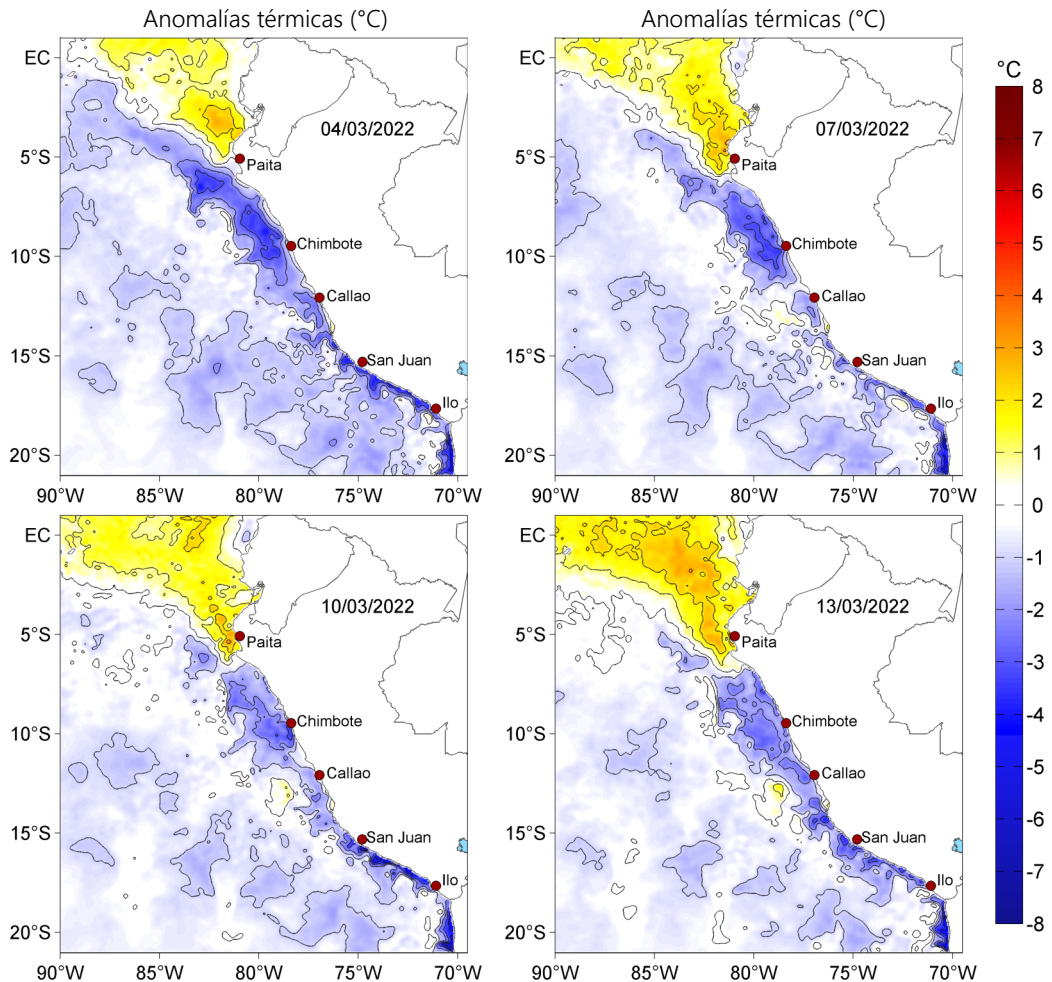 Anomalías térmicas (°C)
Anomalías térmicas (°C)
EC
5°S
10°S
15°S
20°S
90°W
85°W
80°W
75°W
70°W
04/03/2022
Paita
Chimbote
Callao
San Juan
Ilo
90°W
85°W
80°W
75°W
70°W
EC
5°S
10°S
15°S
20°S
07/03/2022
Paita
Chimbote
Callao
San Juan
Ilo
°C
8
7
6
5
4
3
2
1
0
-1
-2
-3
-4
-5
-6
-7
-8
EC
5°S
10°S
15°S
20°S
10/03/2022
Paita
Chimbote
Callao
San Juan
Ilo
90°W
85°W
80°W
75°W
70°W
EC
5°S
10°S
15°S
20°S
13/03/2022
Paita
Chimbote
Callao
San Juan
Ilo
90°W
85°W
80°W
75°W
70°W